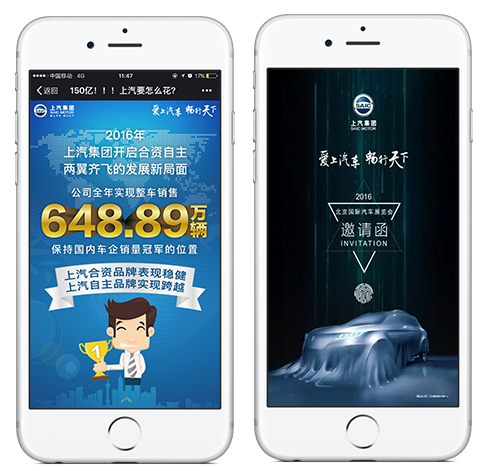 中国移动 4G 11:47 17%
返回 150亿！！！上汽要怎么花?
SAIC
上汽集团
SAIC MOTOR
爱上汽车 畅行天下
2016年
上汽集团开启合资自主
两翼齐飞的发展新局面
公司全年实现整车销售
648.89万辆
保持国内车企销量冠军的位置
上汽合资品牌表现稳健
上汽自主品牌实现跨越
1
SAIC
上汽集团
SAIC MOTOR
爱上汽车 畅行天下
2016
北京国际汽车展览会
邀请函
INVITATION
SAIC DESIGN